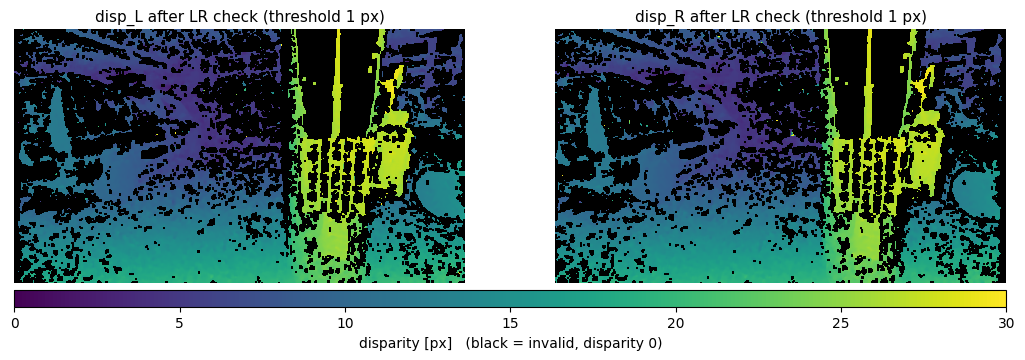 disp_L after LR check (threshold 1 px)
disp_R after LR check (threshold 1 px)
0 5 10 15 20 25 30
disparity [px]   (black = invalid, disparity 0)